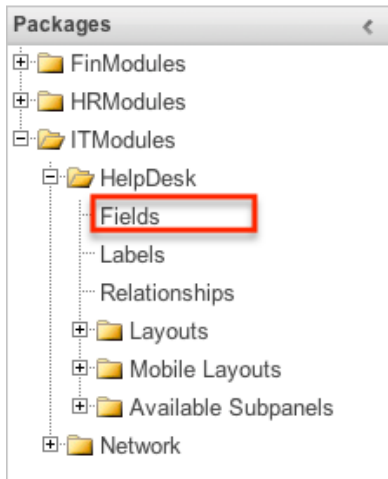 Packages
FinModules
HRModules
ITModules
HelpDesk
Fields
Labels
Relationships
Layouts
Mobile Layouts
Available Subpanels
Network